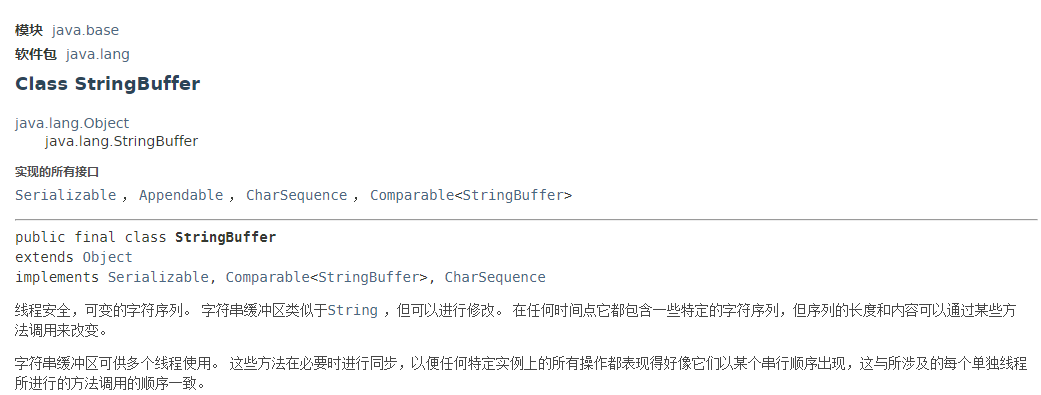 模块 java.base
软件包 java.lang
Class StringBuffer
java.lang.Object
java.lang.StringBuffer
实现的所有接口
Serializable , Appendable , CharSequence , Comparable<StringBuffer>
public final class StringBuffer
extends Object
implements Serializable, Comparable<StringBuffer>, CharSequence
线程安全，可变的字符序列。 字符串缓冲区类似于String ，但可以进行修改。 在任何时间点它都包含一些特定的字符序列，但序列的长度和内容可以通过某些方
法调用来改变。
字符串缓冲区可供多个线程使用。 这些方法在必要时进行同步，以便任何特定实例上的所有操作都表现得好像它们以某个串行顺序出现，这与所涉及的每个单独线程
所进行的方法调用的顺序一致。